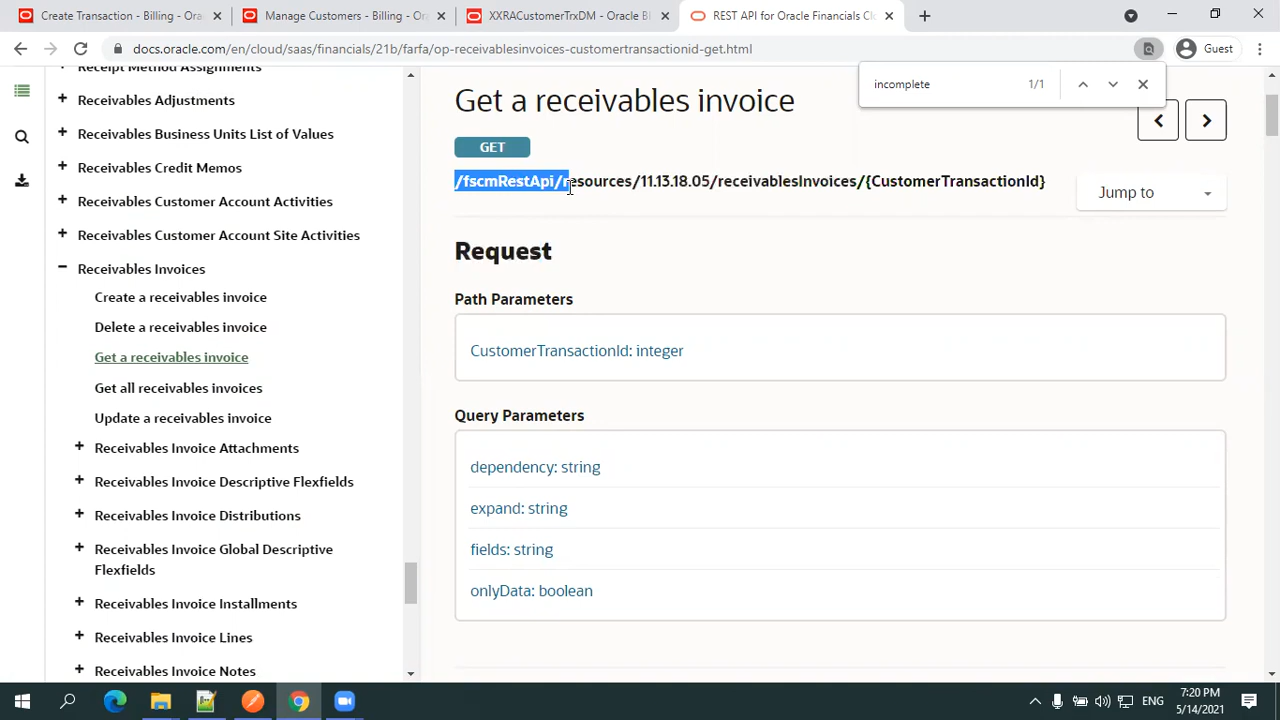 Create Transaction - Billing - Orac
Manage Customers - Billing - Or
XXRACustomerTrxDM - Oracle BI
REST API for Oracle Financials Clo
docs.oracle.com/en/cloud/saas/financials/21b/farfa/op-receivablesinvoices-customertransactionid-get.html
Guest
incomplete 1/1
Receipt Method Assignments
Receivables Adjustments
Receivables Business Units List of Values
Receivables Credit Memos
Receivables Customer Account Activities
Receivables Customer Account Site Activities
Receivables Invoices
Create a receivables invoice
Delete a receivables invoice
Get a receivables invoice
Get all receivables invoices
Update a receivables invoice
Receivables Invoice Attachments
Receivables Invoice Descriptive Flexfields
Receivables Invoice Distributions
Receivables Invoice Global Descriptive
Flexfields
Receivables Invoice Installments
Receivables Invoice Lines
Receivables Invoice Notes
Get a receivables invoice
GET
/fscmRestApi/resources/11.13.18.05/receivablesInvoices/{CustomerTransactionId}
Jump to
Request
Path Parameters
CustomerTransactionId: integer
Query Parameters
dependency: string
expand: string
fields: string
onlyData: boolean
ENG
7:20 PM
5/14/2021